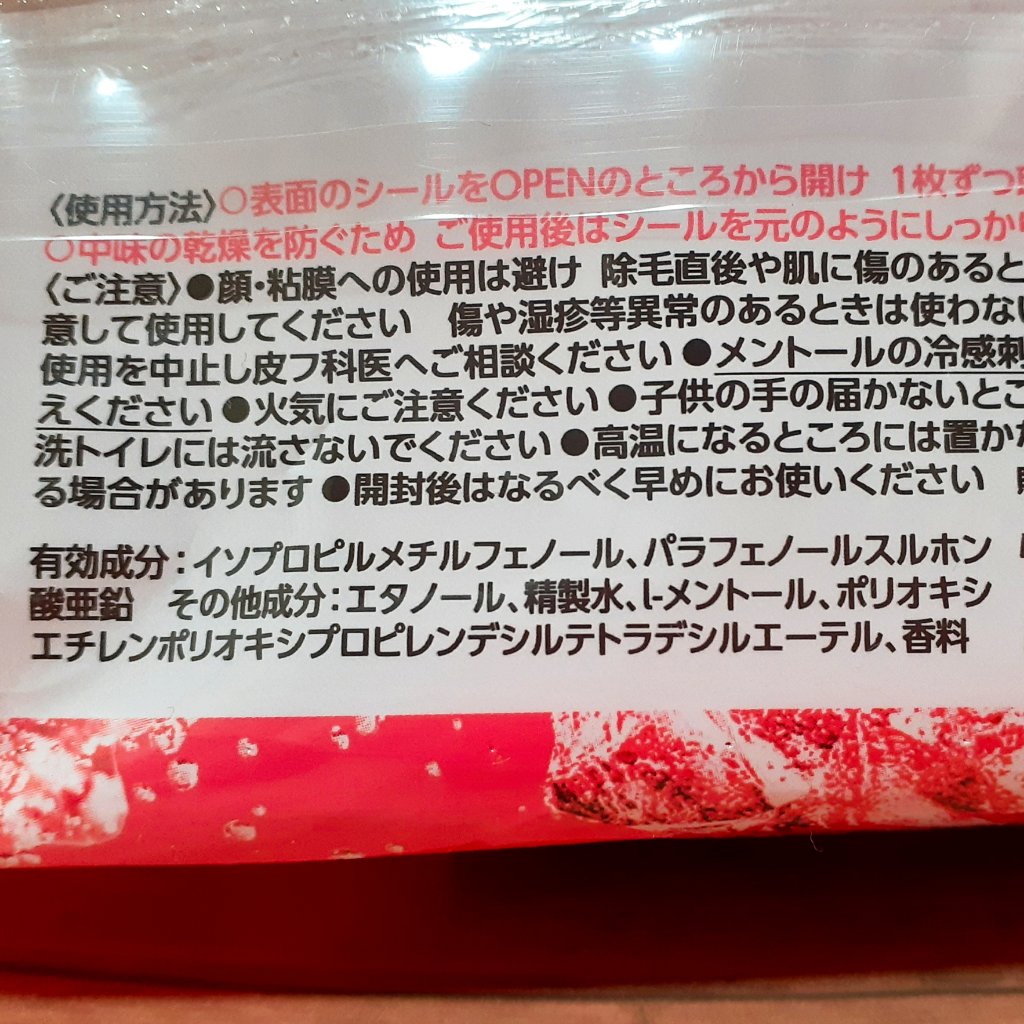 〈使用方法〉○表面のシールをOPENのところから開け 1枚ずつ
○中味の乾燥を防ぐため ご使用後はシールを元のようにしっかり
〈ご注意〉●顔・粘膜への使用は避け 除毛直後や肌に傷のあると
意して使用してください 傷や湿疹等異常のあるときは使わない
使用を中止し皮フ科医へご相談ください ●メントールの冷感刺
えください ●火気にご注意ください ●子供の手の届かないとこ
洗トイレには流さないでください ●高温になるところには置かな
る場合があります ●開封後はなるべく早めにお使いください
有効成分：イソプロピルメチルフェノール、パラフェノールスルホン
酸亜鉛 その他成分：エタノール、精製水、l-メントール、ポリオキシ
エチレンポリオキシプロピレンデシルテトラデシルエーテル、香料